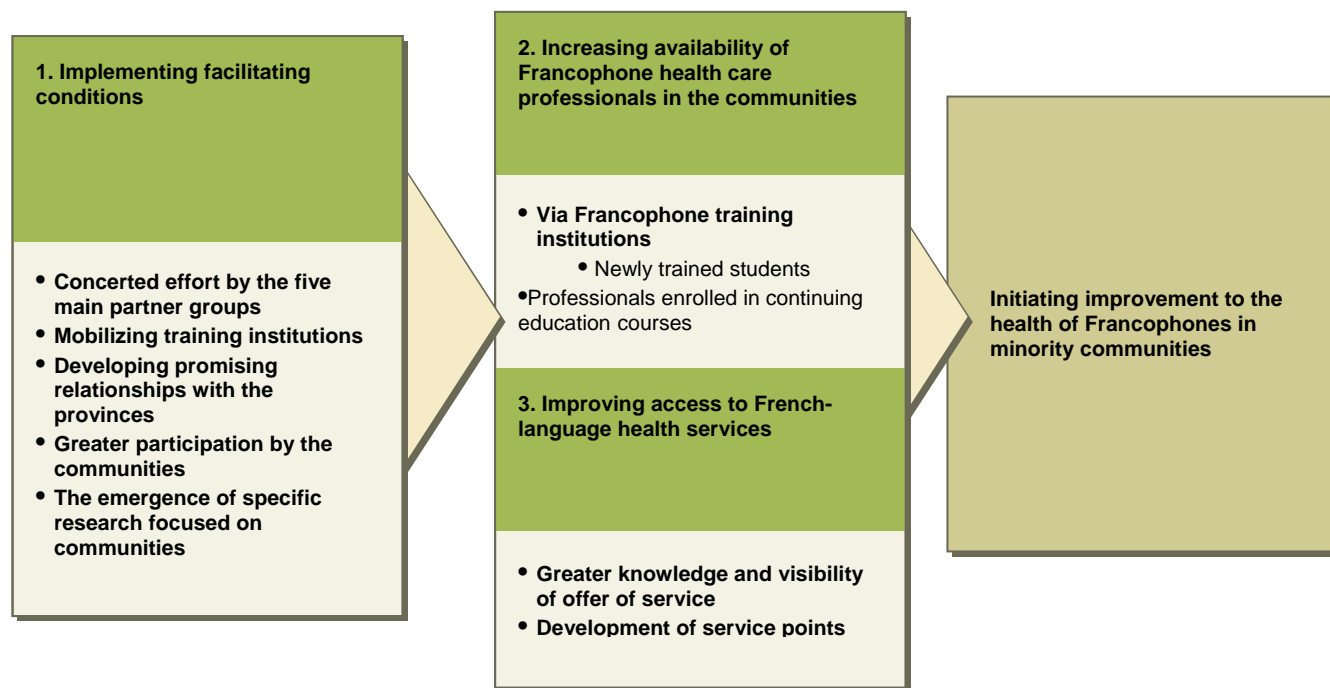 1. Implementing facilitating
conditions
• Concerted effort by the five
main partner groups
• Mobilizing training institutions
• Developing promising
relationships with the
provinces
• Greater participation by the
communities
• The emergence of specific
research focused on
communities
2. Increasing availability of
Francophone health care
professionals in the communities
• Via Francophone training
institutions
• Newly trained students
•Professionals enrolled in continuing
education courses
3. Improving access to French-
language health services
• Greater knowledge and visibility
of offer of service
• Development of service points
Initiating improvement to the
health of Francophones in
minority communities